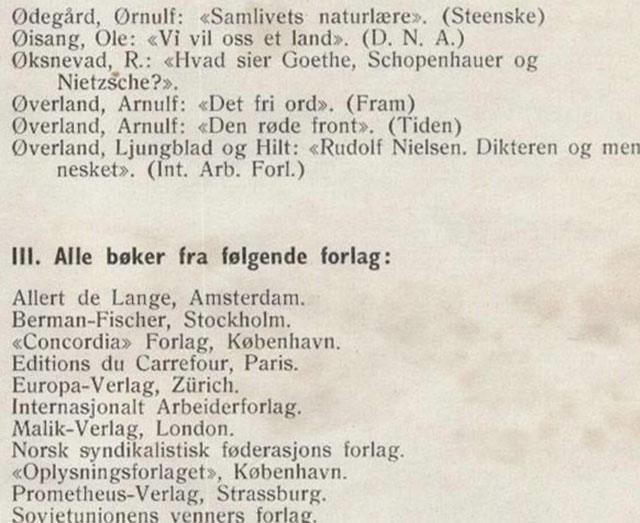 Ødegård, Ørnulf: «Samlivets naturlære». (Steenske)
Øisang, Ole: «Vi vil oss et land». (D. N. A.)
Øksnevad, R.: «Hvad sier Goethe, Schopenhauer og
Nietzsche?».
Øverland, Arnulf: «Det fri ord». (Fram)
Øverland, Arnulf: «Den røde front». (Tiden)
Øverland, Ljungblad og Hilt: «Rudolf Nielsen. Dikteren og men
nesket». (Int. Arb. Forl.)
III. Alle bøker fra følgende forlag:
Allert de Lange, Amsterdam.
Berman-Fischer, Stockholm.
«Concordia» Forlag, København.
Editions du Carrefour, Paris.
Europa-Verlag, Zürich.
Internasjonalt Arbeiderforlag.
Malik-Verlag, London.
Norsk syndikalistisk føderasjons forlag.
«Oplysningsforlaget», København.
Prometheus-Verlag, Strassburg.
Sovjetunionens venners forlag.